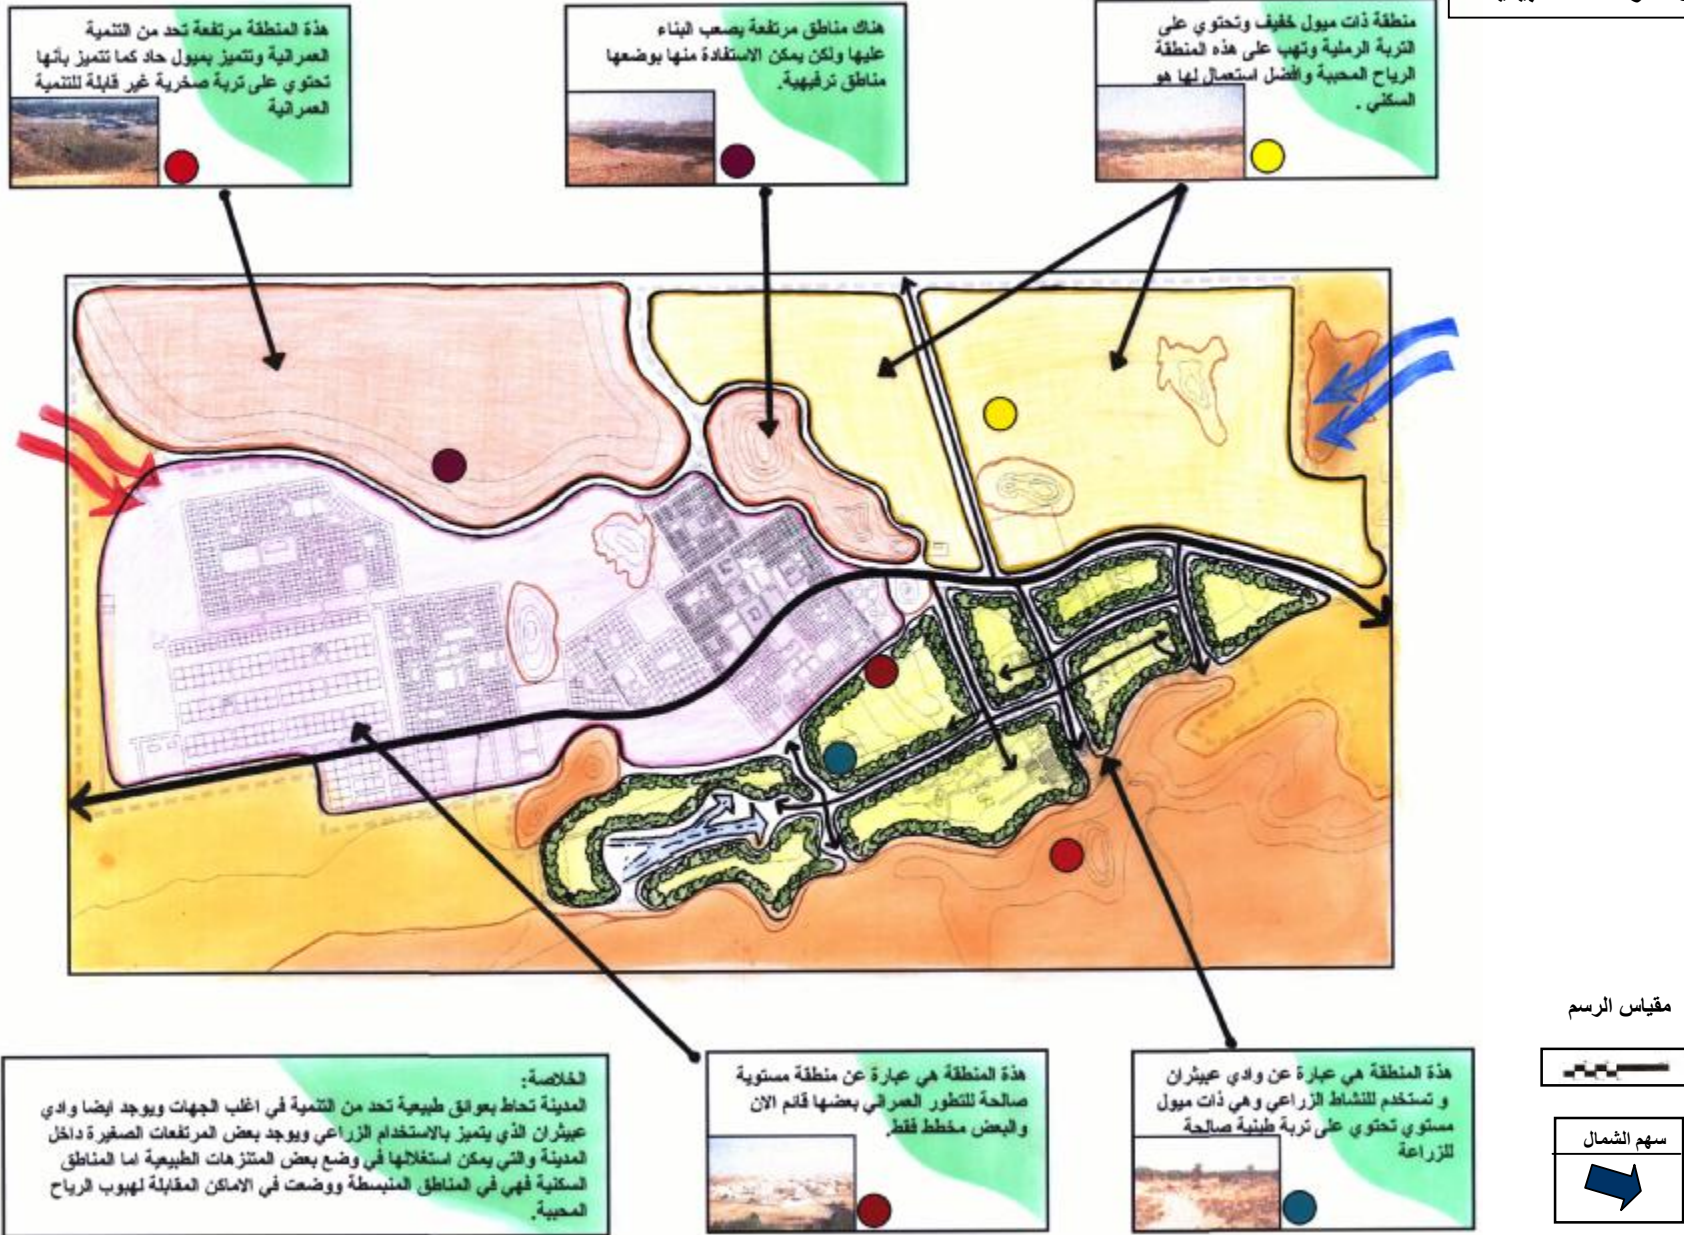 منطقة ذات ميول خفيف وتحتوي على
التربة الرملية وتهب على هذه المنطقة
الرياح المحببة وافضل استعمال لها هو
السكني .
هناك مناطق مرتفعة يصعب البناء
عليها ولكن يمكن الاستفادة منها بوضعها
مناطق ترفيهية.
هذة المنطقة مرتفعة تحد من التنمية
العمرانية وتتميز بميول حاد كما تتميز بأنها
تحتوي على تربة صخرية غير قابلة للتنمية
العمرانية
مقياس الرسم
سهم الشمال
هذة المنطقة هي عبارة عن وادي عبيثران
و تستخدم للنشاط الزراعي وهي ذات ميول
مستوي تحتوي على تربة طينية صالحة
للزراعة
هذة المنطقة هي عبارة عن منطقة مستوية
صالحة للتطور العمراني بعضها قائم الان
والبعض مخطط فقط.
الخلاصة:
المدينة تحاط بعوائق طبيعية تحد من التنمية في اغلب الجهات ويوجد ايضا وادي
عبيثران الذي يتميز بالاستخدام الزراعي ويوجد بعض المرتفعات الصغيرة داخل
المدينة والتي يمكن استغلالها في وضع بعض المتنزهات الطبيعية اما المناطق
السكنية فهي في المناطق المنبسطة ووضعت في الاماكن المقابلة لهبوب الرياح
المحببة.